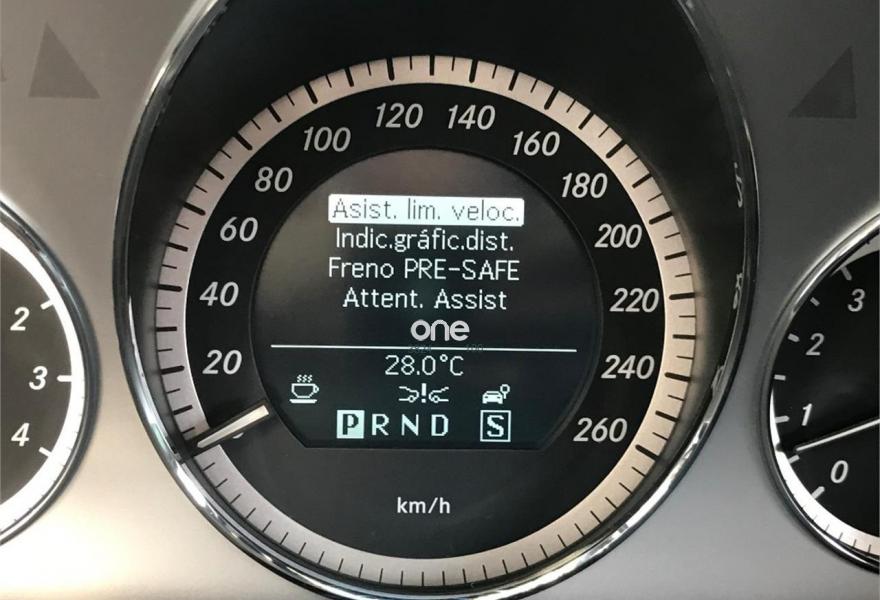 120 140
100 160
80 180
Asist. lim. veloc.
60 Indic.gráfic.dist. 200
Freno PRE-SAFE
40 Attent. Assist 220
one
20 28.0°C 240
P R N D S 260
km/h
2
3
4
3
2
1
0